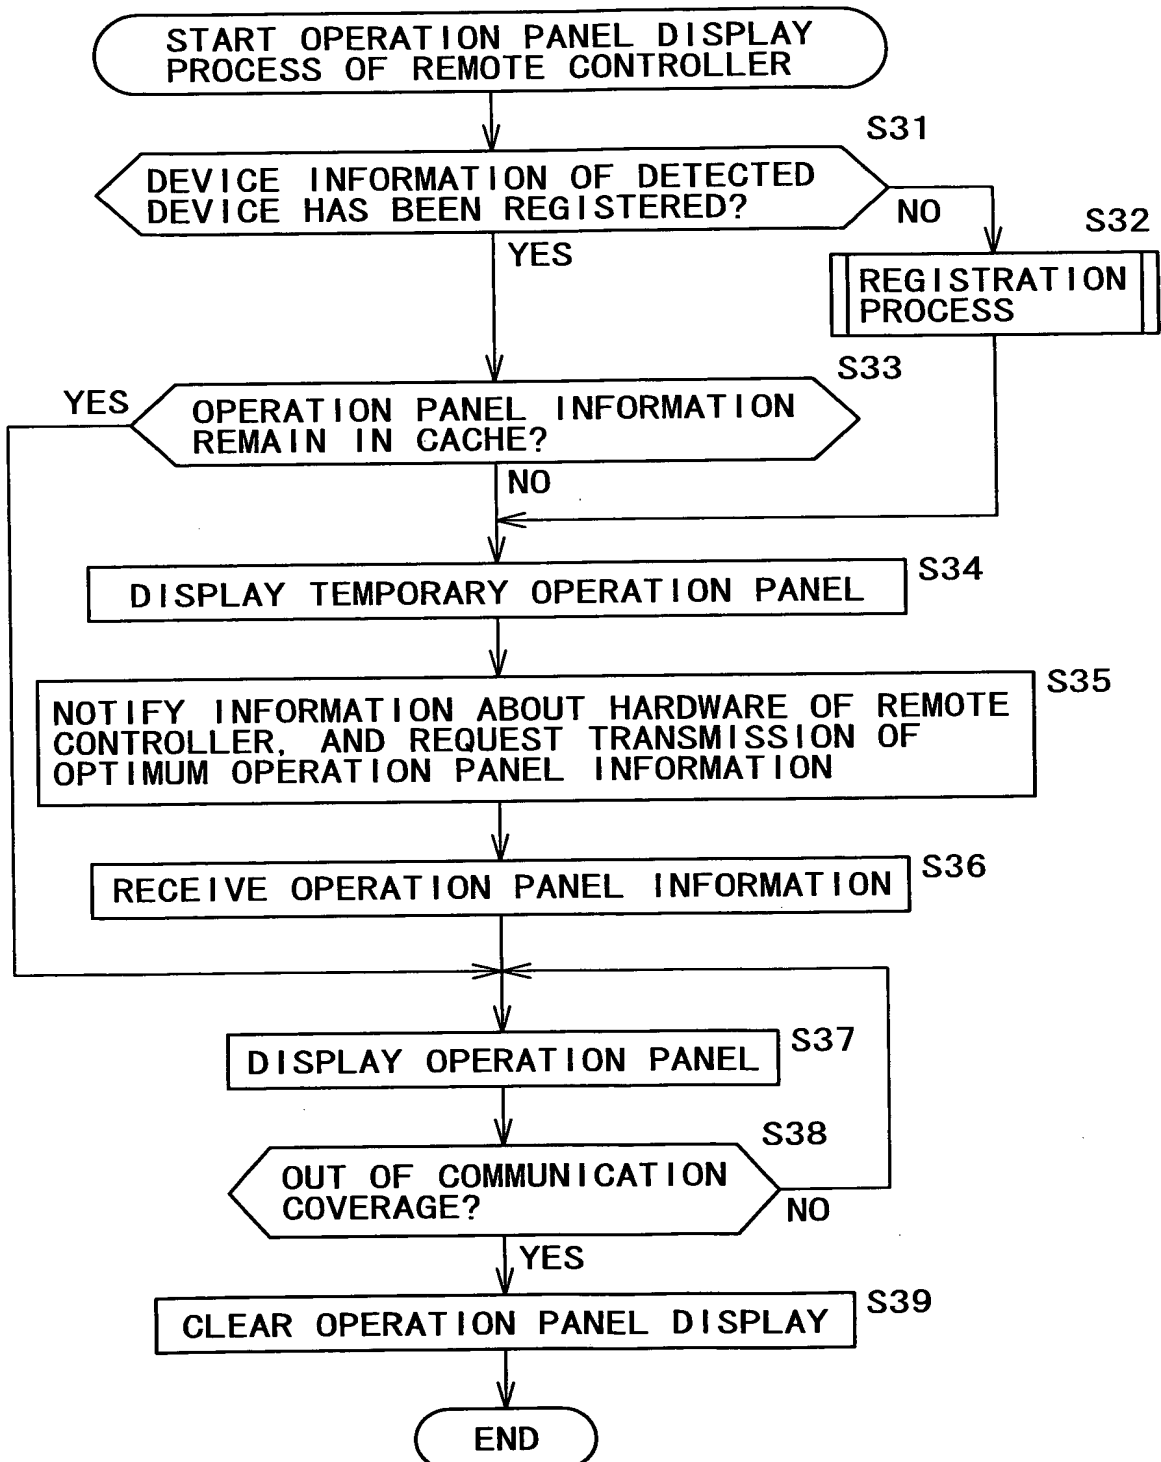 START OPERATION PANEL DISPLAY
PROCESS OF REMOTE CONTROLLER
S31
DEVICE INFORMATION OF DETECTED
DEVICE HAS BEEN REGISTERED?
NO
YES
S32
REGISTRATION
PROCESS
S33
YES
OPERATION PANEL INFORMATION
REMAIN IN CACHE?
NO
S34
DISPLAY TEMPORARY OPERATION PANEL
S35
NOTIFY INFORMATION ABOUT HARDWARE OF REMOTE
CONTROLLER, AND REQUEST TRANSMISSION OF
OPTIMUM OPERATION PANEL INFORMATION
S36
RECEIVE OPERATION PANEL INFORMATION
S37
DISPLAY OPERATION PANEL
S38
OUT OF COMMUNICATION
COVERAGE?
NO
YES
S39
CLEAR OPERATION PANEL DISPLAY
END